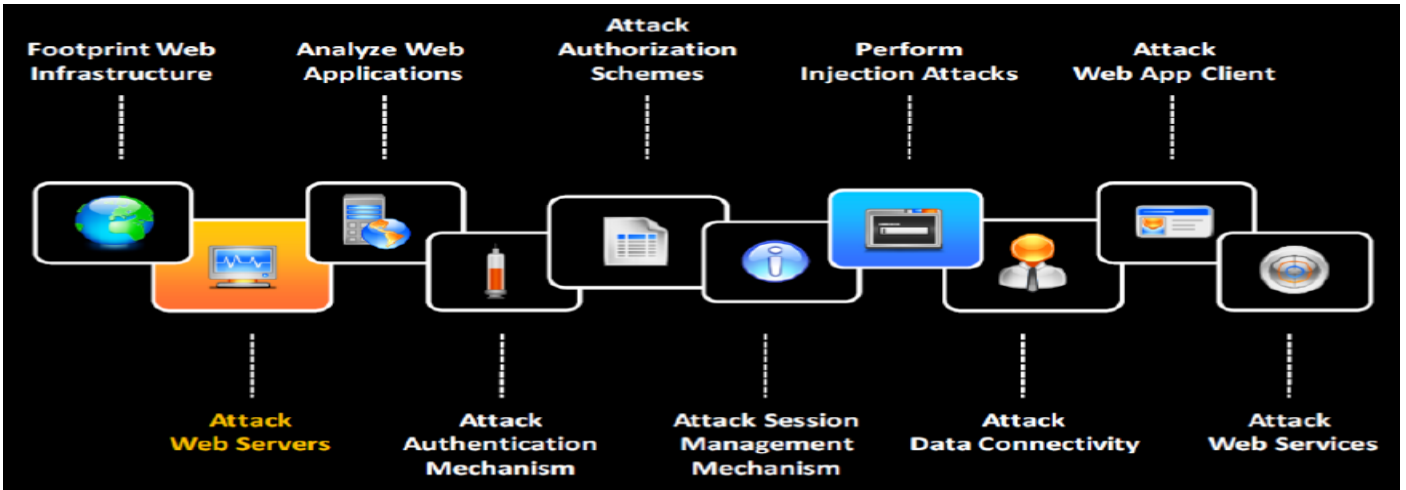 Footprint Web
Infrastructure
Attack
Web Servers
Analyze Web
Applications
Attack
Authentication
Mechanism
Attack
Authorization
Schemes
Attack Session
Management
Mechanism
Perform
Injection Attacks
Attack
Data Connectivity
Attack
Web App Client
Attack
Web Services